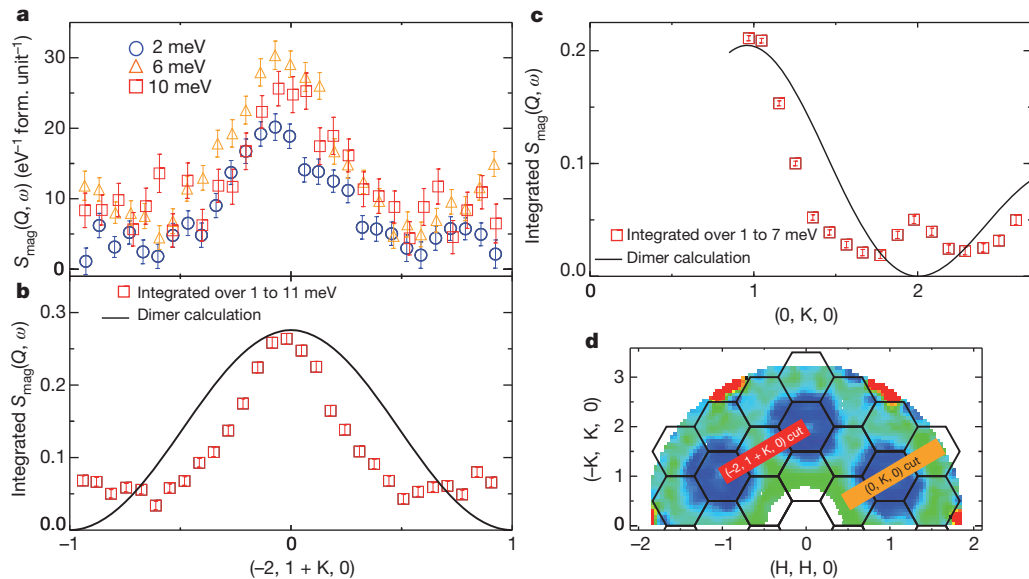 a
S_mag(Q, ω) (eV⁻¹ form. unit⁻¹)
30
20
10
0
2 meV
6 meV
10 meV
b
Integrated S_mag(Q, ω)
0.3
0.2
0.1
0.0
Integrated over 1 to 11 meV
Dimer calculation
−1
0
1
(−2, 1 + K, 0)
c
Integrated S_mag(Q, ω)
0.2
0.1
0.0
Integrated over 1 to 7 meV
Dimer calculation
0
1
2
(0, K, 0)
d
(−K, K, 0)
3
2
1
0
(−2, 1 + K, 0) cut
(0, K, 0) cut
−2
−1
0
1
2
(H, H, 0)